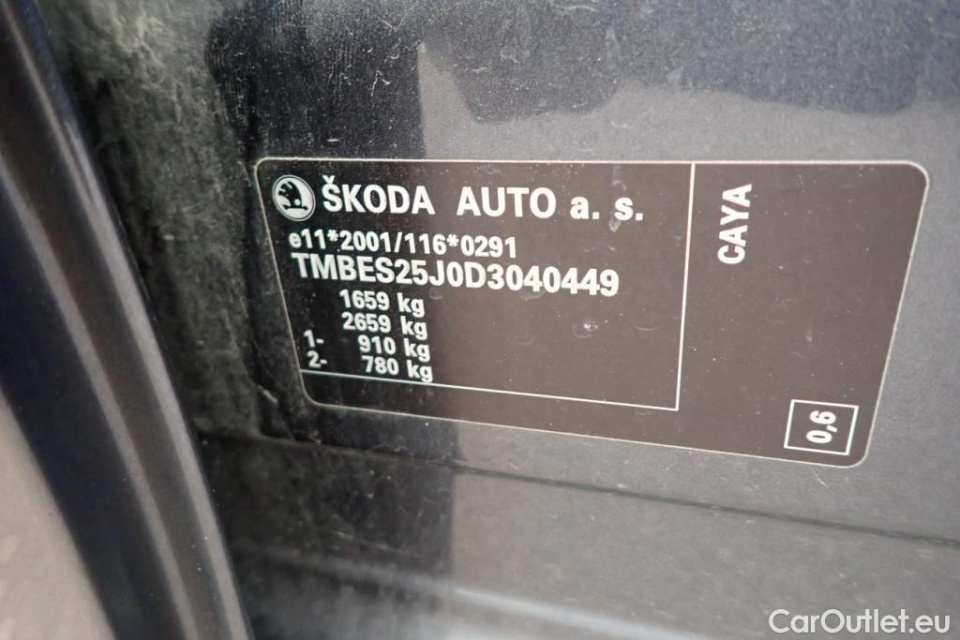 ŠKODA AUTO a. s.
e11*2001/116*0291
TMBES25J0D3040449
1659 kg
2659 kg
1- 910 kg
2- 780 kg
CAYA
0,6
CarOutlet.eu